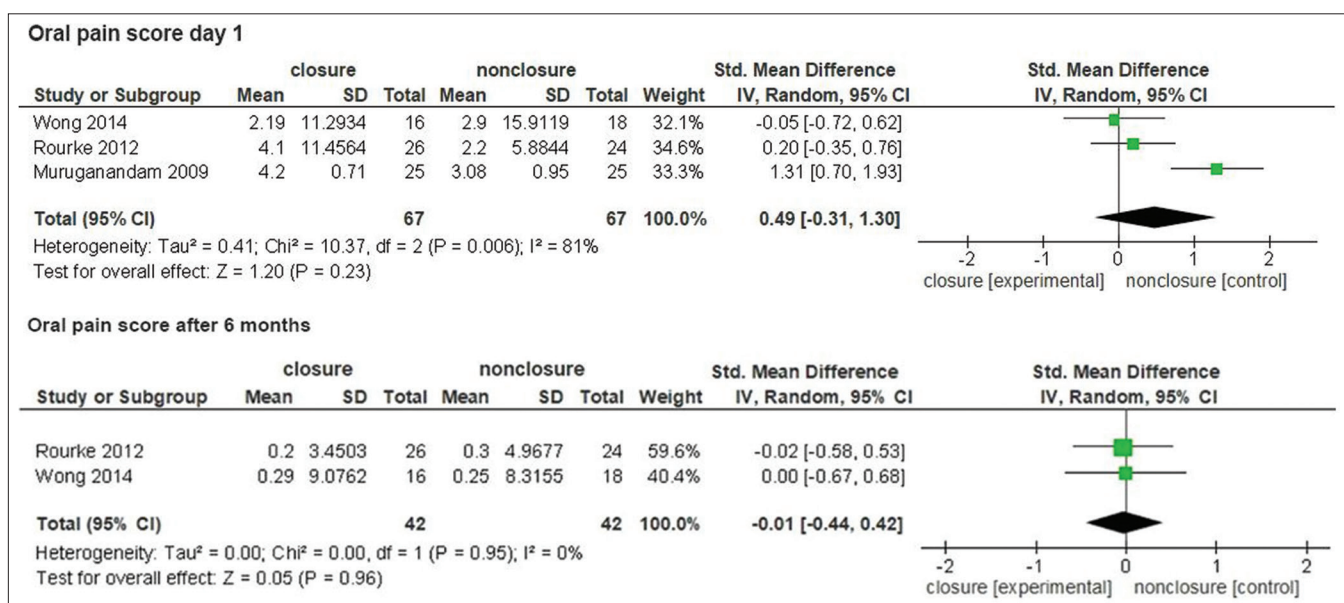 Oral pain score day 1
closure nonclosure Std. Mean Difference Std. Mean Difference
Study or Subgroup Mean SD Total Mean SD Total Weight IV, Random, 95% CI IV, Random, 95% CI
Wong 2014 2.19 11.2934 16 2.9 15.9119 18 32.1% -0.05 [-0.72, 0.62]
Rourke 2012 4.1 11.4564 26 2.2 5.8844 24 34.6% 0.20 [-0.35, 0.76]
Muruganandam 2009 4.2 0.71 25 3.08 0.95 25 33.3% 1.31 [0.70, 1.93]
Total (95% CI) 67 67 100.0% 0.49 [-0.31, 1.30]
Heterogeneity: Tau² = 0.41; Chi² = 10.37, df = 2 (P = 0.006); I² = 81%
Test for overall effect: Z = 1.20 (P = 0.23)
-2 -1 0 1 2
closure [experimental] nonclosure [control]
Oral pain score after 6 months
closure nonclosure Std. Mean Difference Std. Mean Difference
Study or Subgroup Mean SD Total Mean SD Total Weight IV, Random, 95% CI IV, Random, 95% CI
Rourke 2012 0.2 3.4503 26 0.3 4.9677 24 59.6% -0.02 [-0.58, 0.53]
Wong 2014 0.29 9.0762 16 0.25 8.3155 18 40.4% 0.00 [-0.67, 0.68]
Total (95% CI) 42 42 100.0% -0.01 [-0.44, 0.42]
Heterogeneity: Tau² = 0.00; Chi² = 0.00, df = 1 (P = 0.95); I² = 0%
Test for overall effect: Z = 0.05 (P = 0.96)
-2 -1 0 1 2
closure [experimental] nonclosure [control]